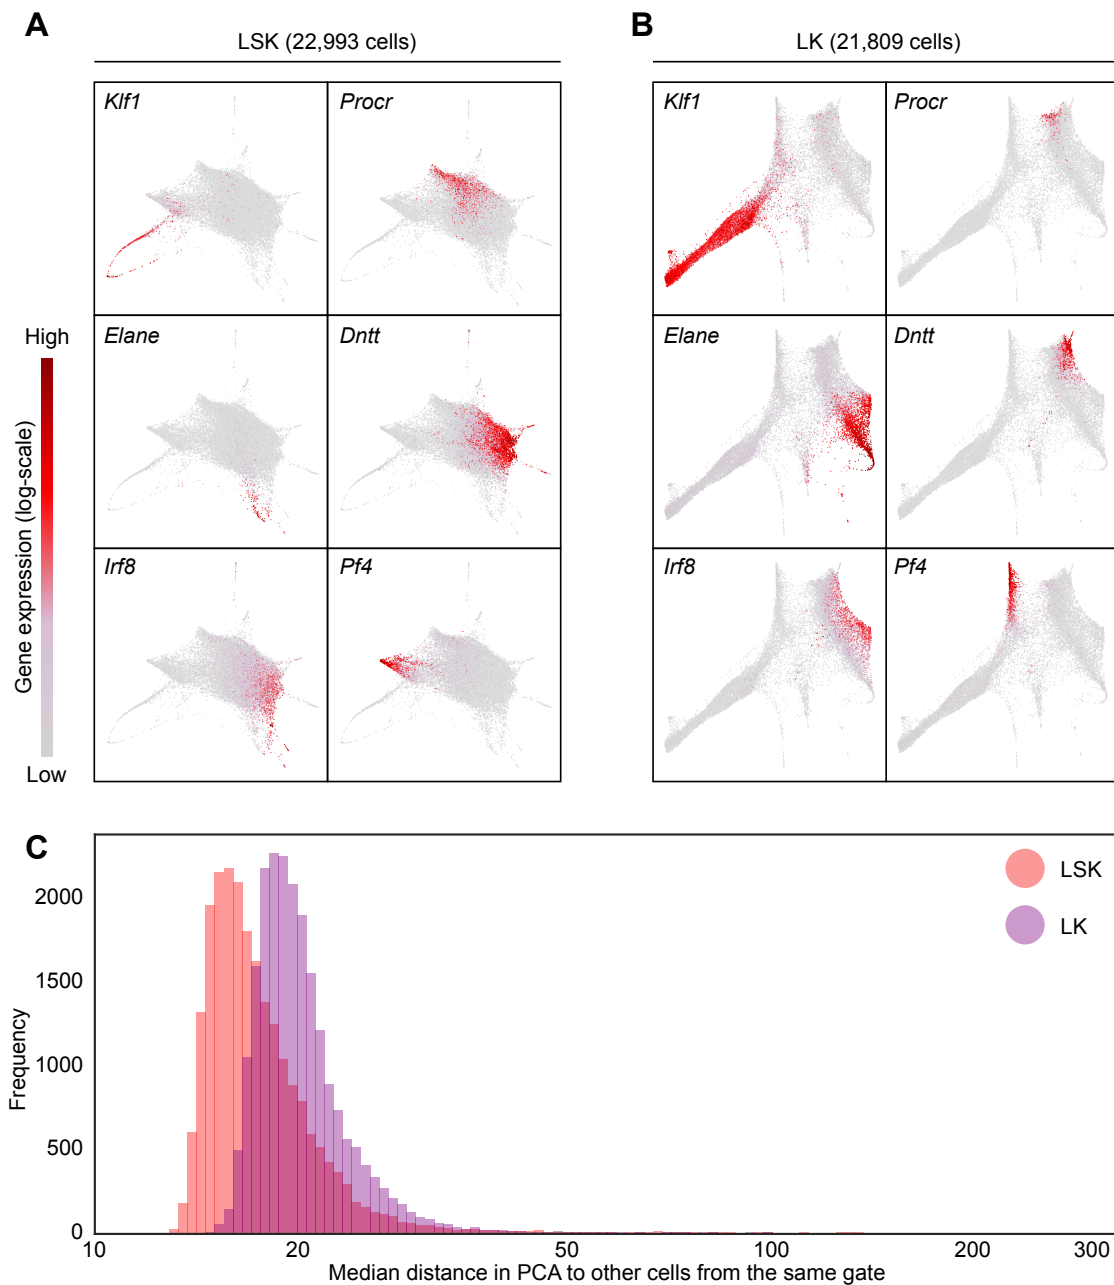 A
LSK (22,993 cells)
B
LK (21,809 cells)
Klf1
Procr
Klf1
Procr
Elane
Dntt
Elane
Dntt
High
Gene expression (log-scale)
Low
Irf8
Pf4
Irf8
Pf4
C
LSK
LK
2000
1500
1000
500
0
Frequency
10
20
50
100
200
300
Median distance in PCA to other cells from the same gate